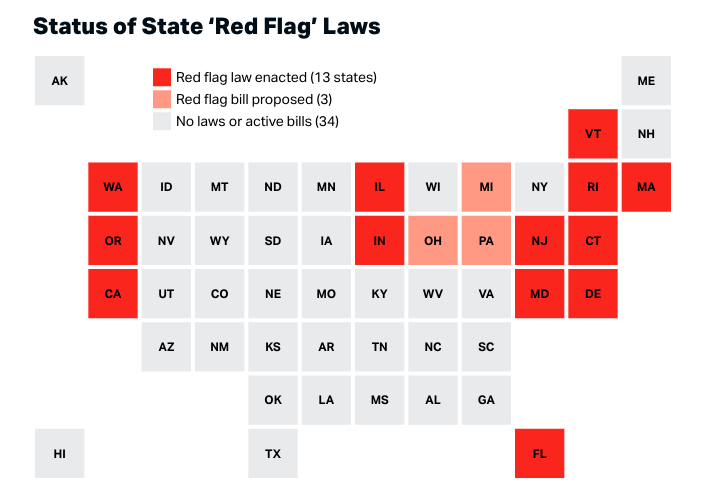 Status of State ‘Red Flag’ Laws
AK
Red flag law enacted (13 states)
Red flag bill proposed (3)
No laws or active bills (34)
ME
VT NH
WA ID MT ND MN IL WI MI NY RI MA
OR NV WY SD IA IN OH PA NJ CT
CA UT CO NE MO KY WV VA MD DE
AZ NM KS AR TN NC SC
OK LA MS AL GA
HI TX FL